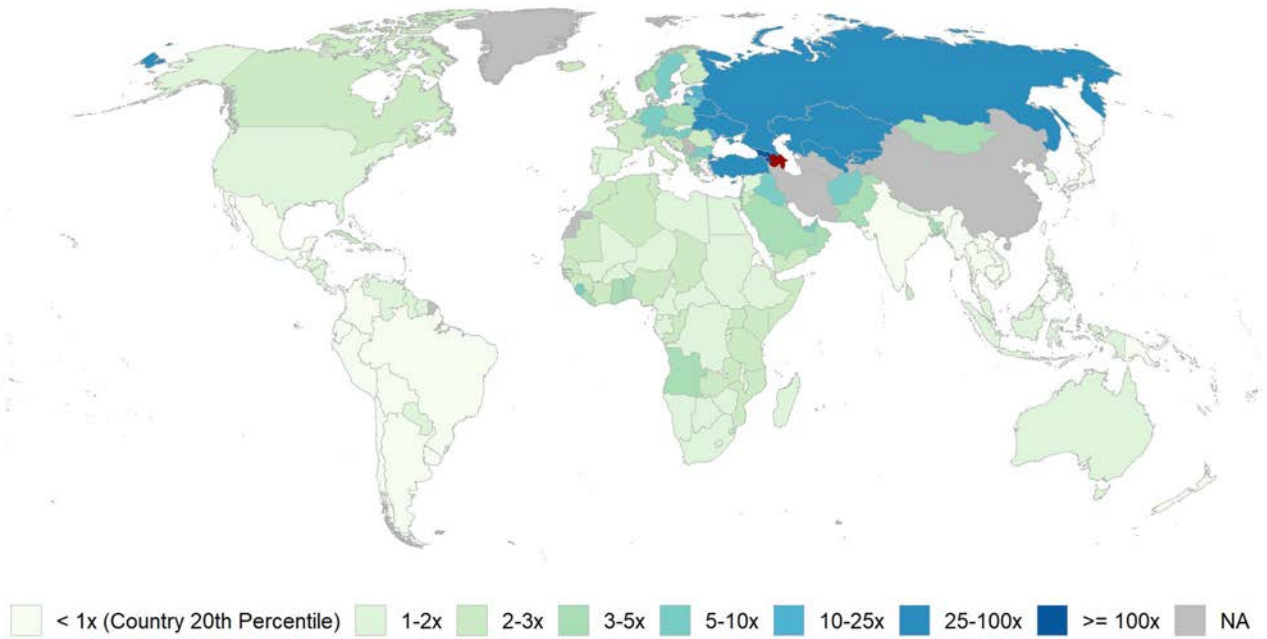 < 1x (Country 20th Percentile) 1-2x 2-3x 3-5x 5-10x 10-25x 25-100x >= 100x NA